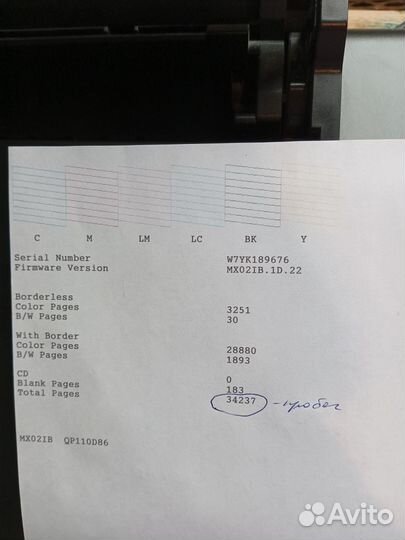 C M LM LC BK Y
Serial Number W7YK189676
Firmware Version MX02IB.1D.22
Borderless
Color Pages 3251
B/W Pages 30
With Border
Color Pages 28880
B/W Pages 1893
CD 0
Blank Pages 183
Total Pages 34237 - пробег
MX02IB QP110D86
Avito